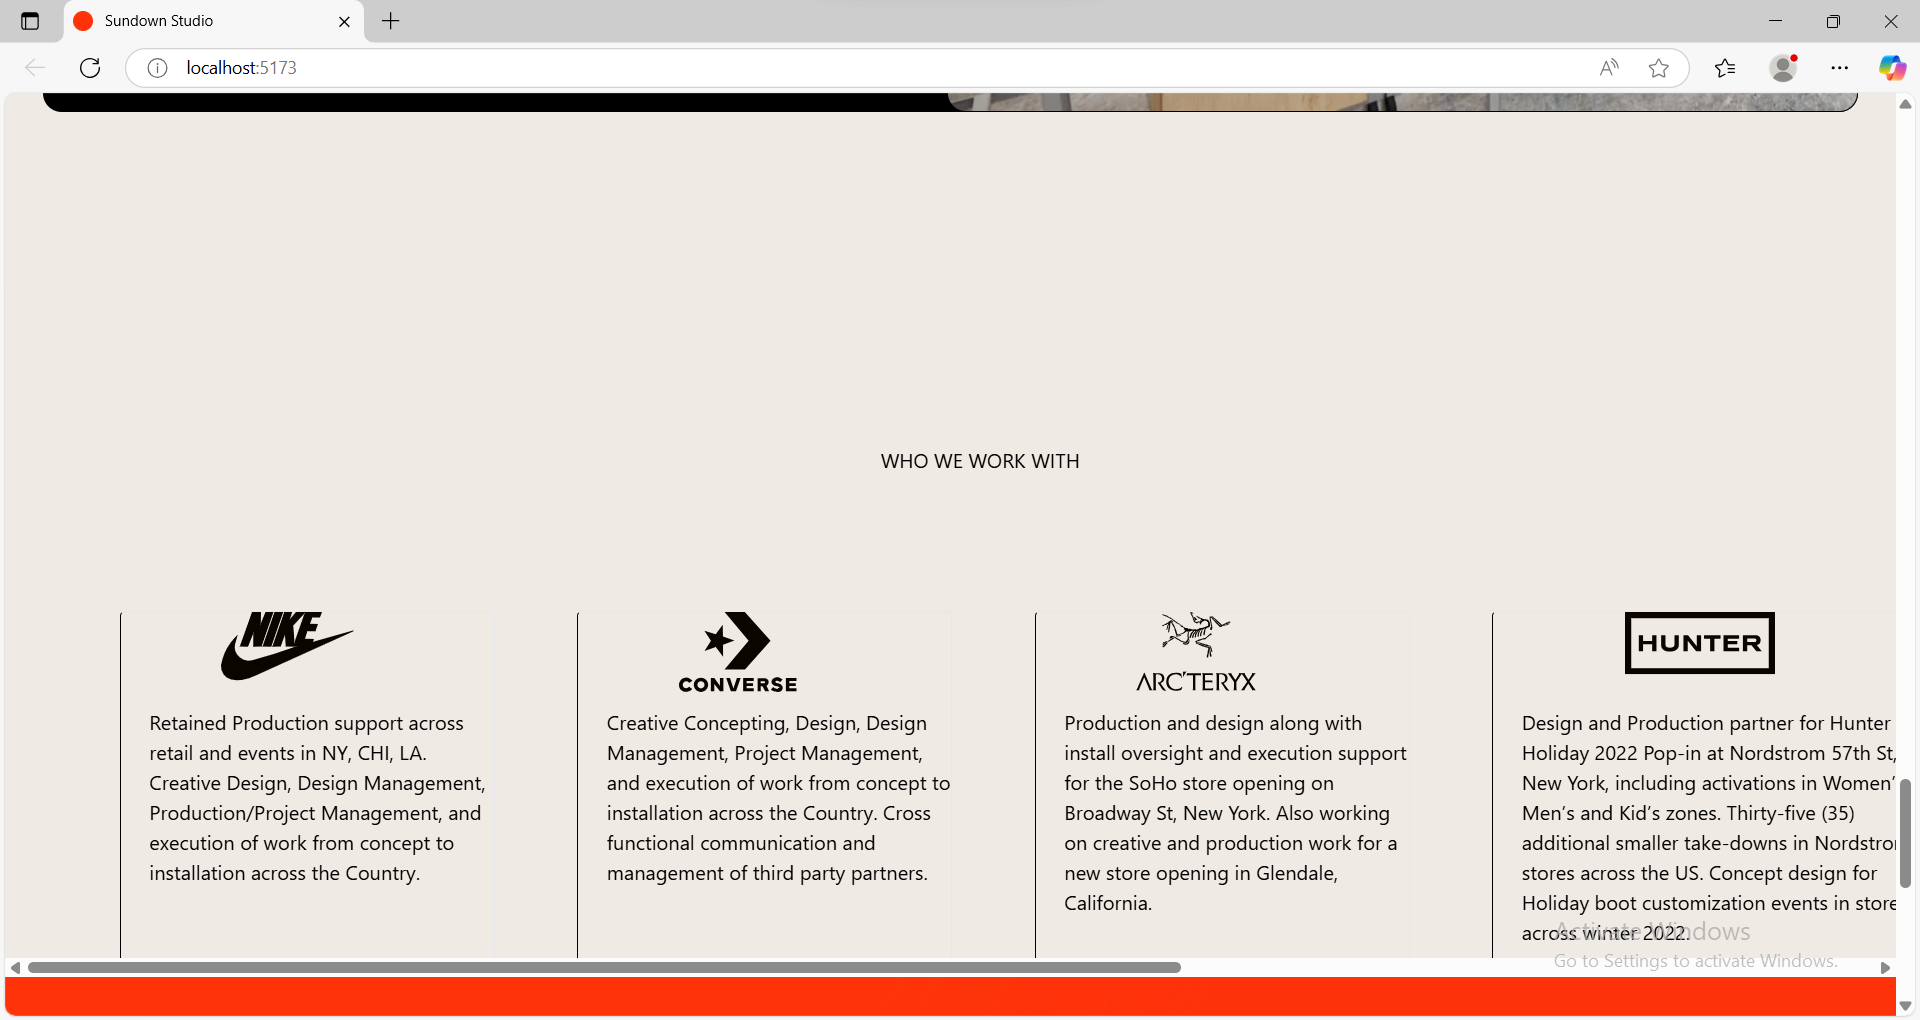 Sundown Studio
localhost:5173
WHO WE WORK WITH
NIKE
Retained Production support across
retail and events in NY, CHI, LA.
Creative Design, Design Management,
Production/Project Management, and
execution of work from concept to
installation across the Country.
CONVERSE
Creative Concepting, Design, Design
Management, Project Management,
and execution of work from concept to
installation across the Country. Cross
functional communication and
management of third party partners.
ARC'TERYX
Production and design along with
install oversight and execution support
for the SoHo store opening on
Broadway St, New York. Also working
on creative and production work for a
new store opening in Glendale,
California.
HUNTER
Design and Production partner for Hunter
Holiday 2022 Pop-in at Nordstrom 57th St,
New York, including activations in Women'
Men's and Kid's zones. Thirty-five (35)
additional smaller take-downs in Nordstro
stores across the US. Concept design for
Holiday boot customization events in store
across winter 2022.
Activate Windows
Go to Settings to activate Windows.